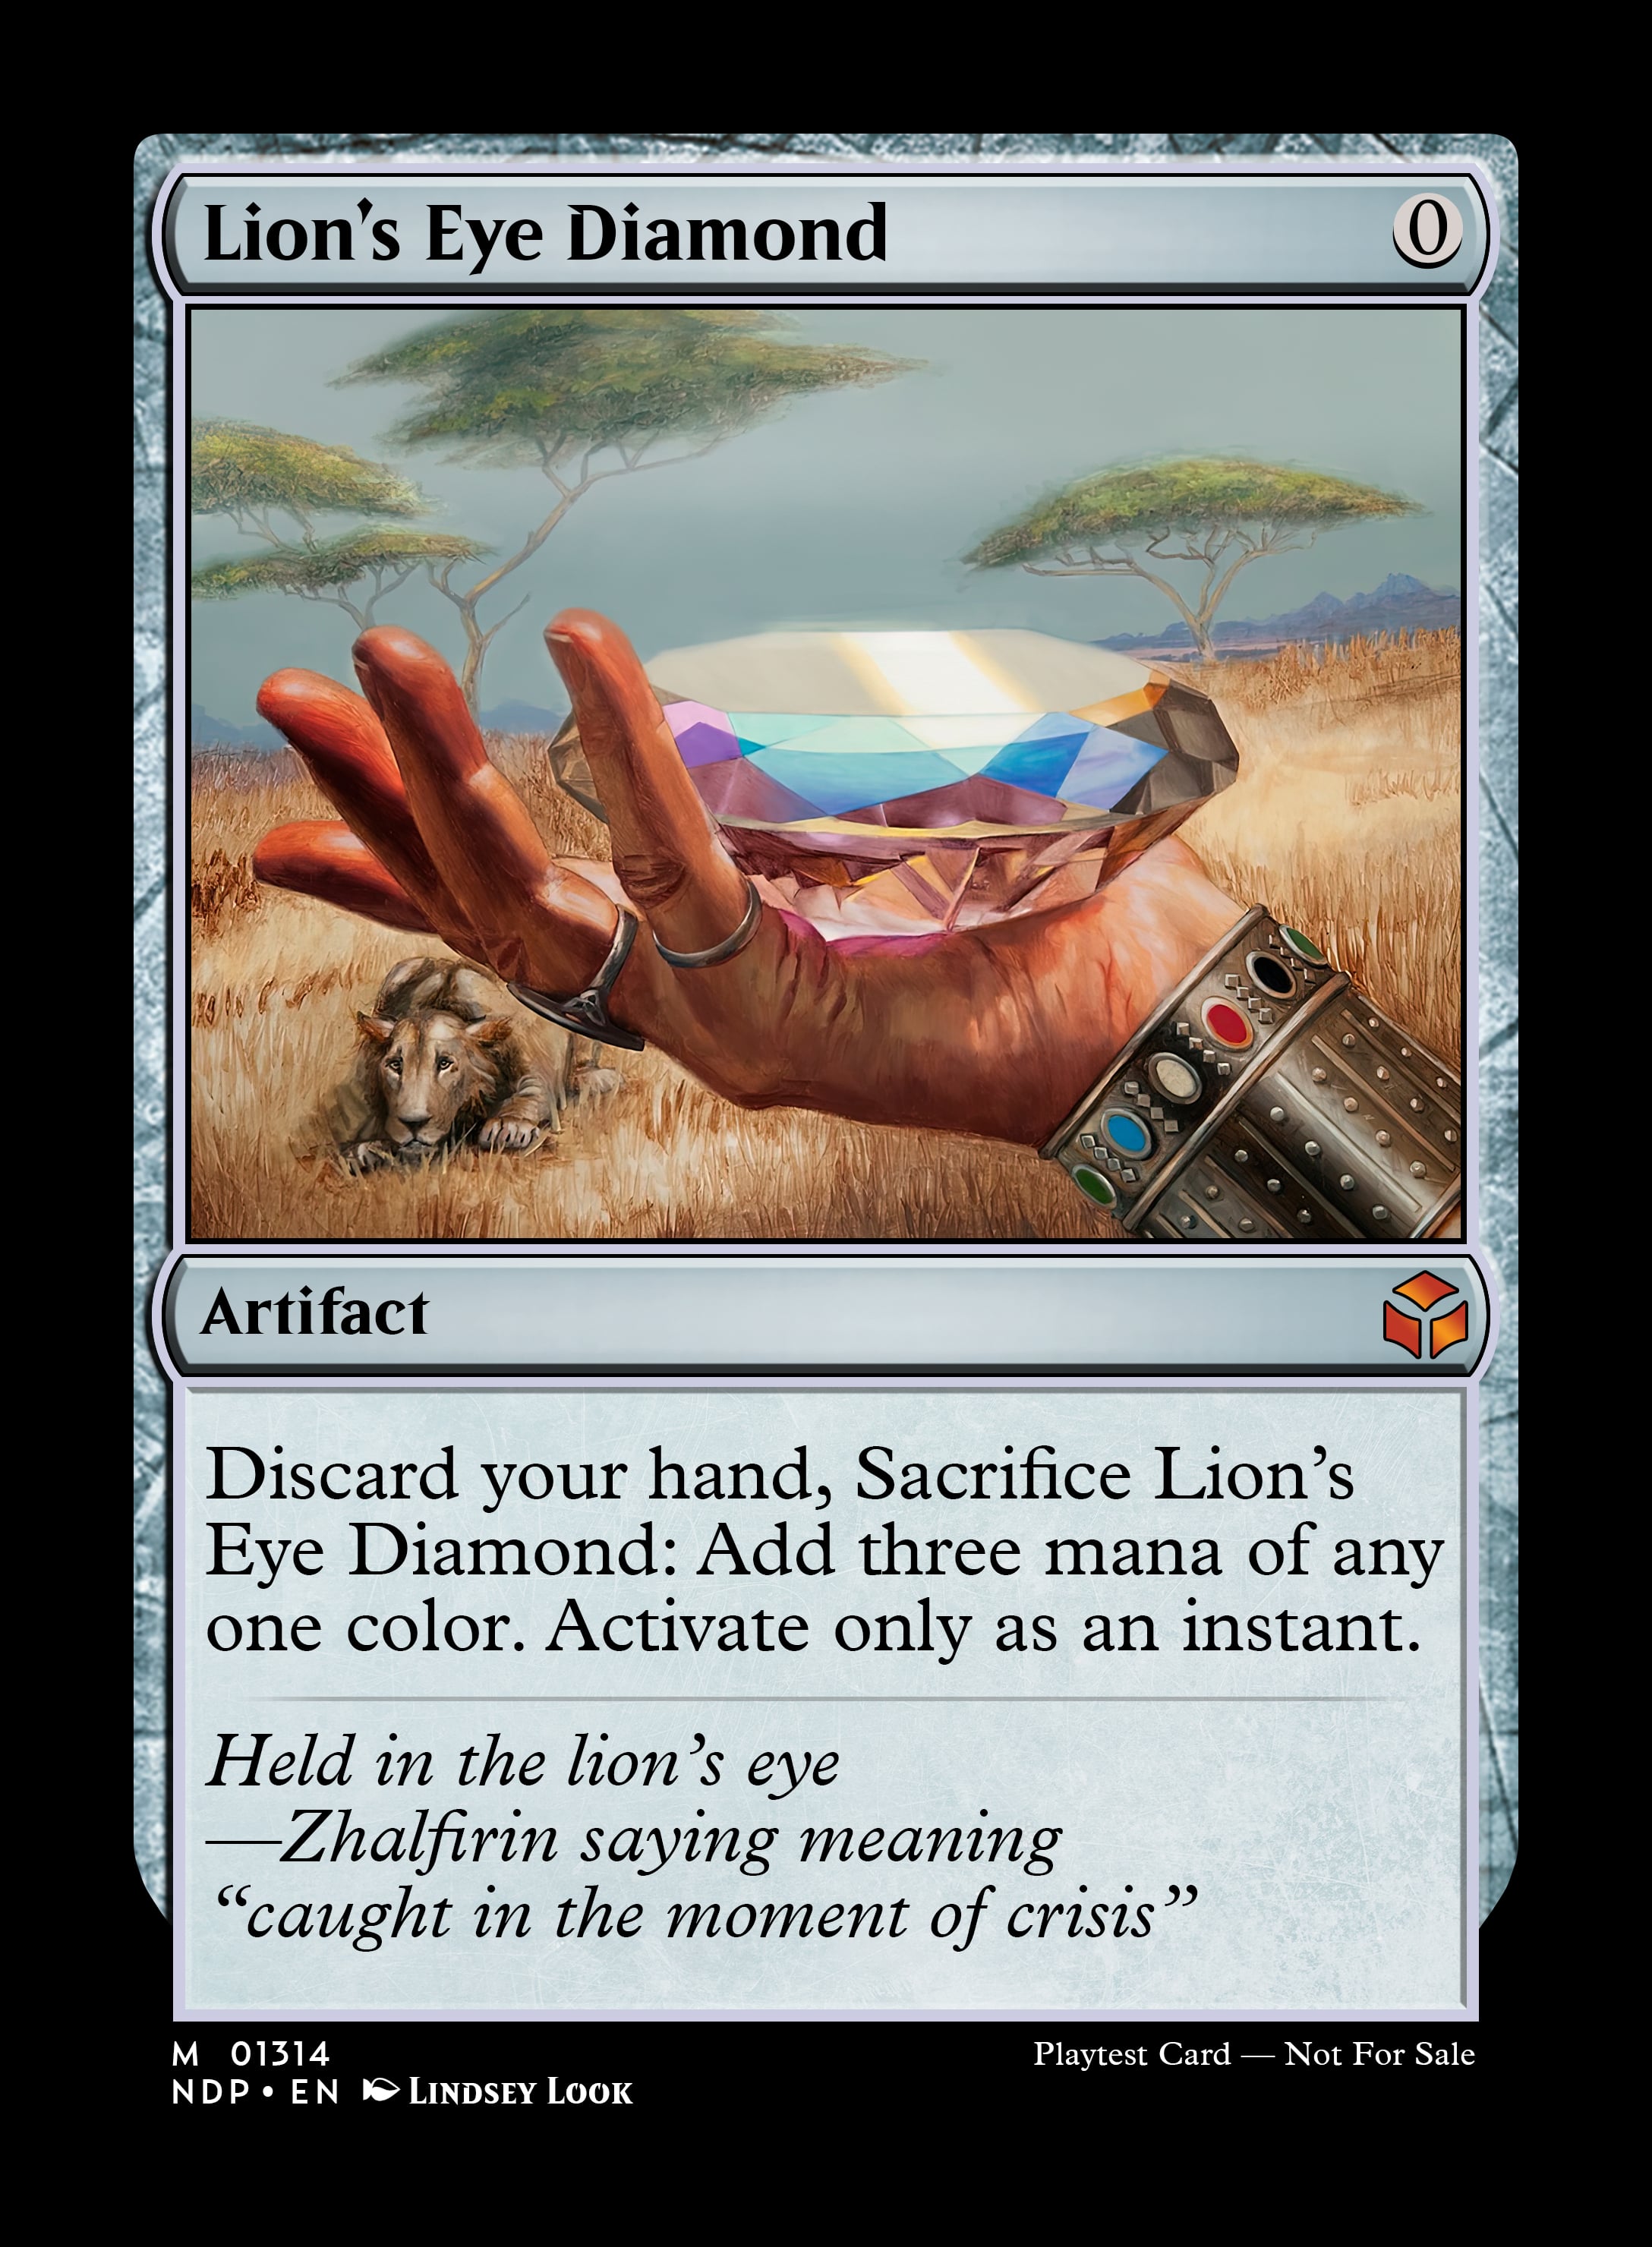 Lion’s Eye Diamond 0
Artifact
Discard your hand, Sacrifice Lion’s
Eye Diamond: Add three mana of any
one color. Activate only as an instant.
Held in the lion’s eye
—Zhalfirin saying meaning
“caught in the moment of crisis”
M 01314 Playtest Card — Not For Sale
NDP • EN Lindsey Look